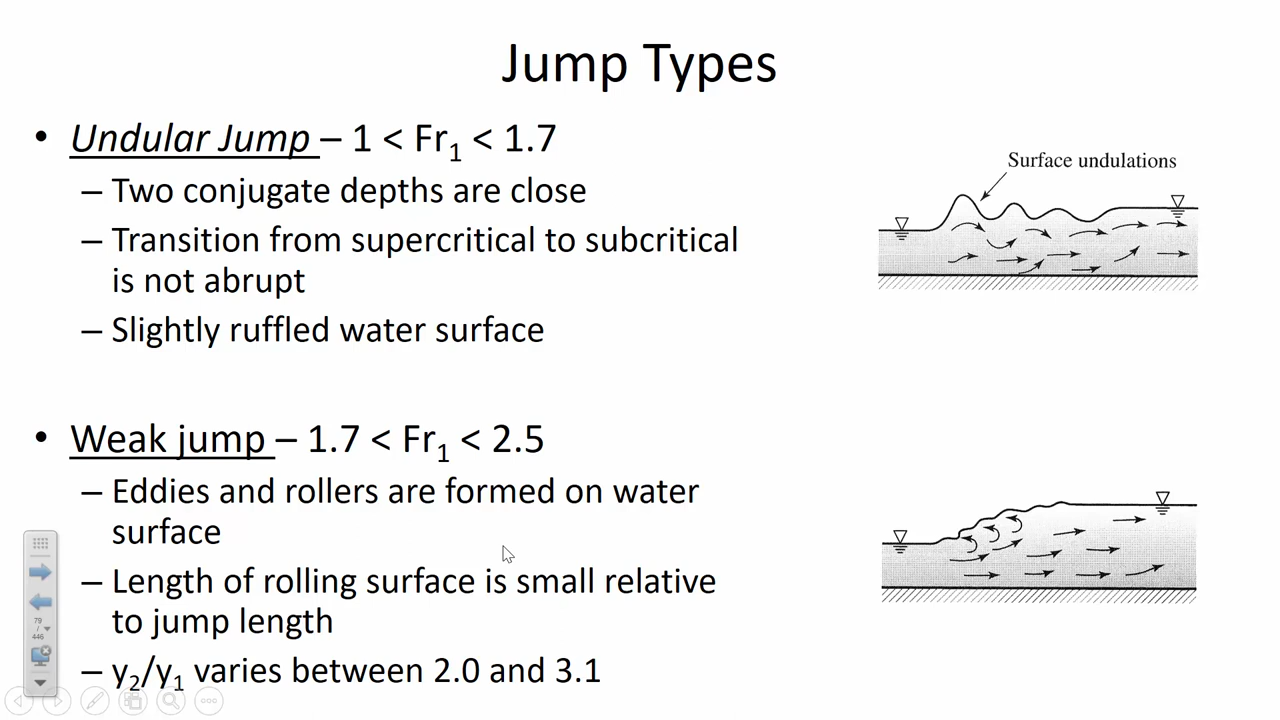 Jump Types
• Undular Jump – 1 < Fr₁ < 1.7
– Two conjugate depths are close
– Transition from supercritical to subcritical
is not abrupt
– Slightly ruffled water surface
Surface undulations
• Weak jump – 1.7 < Fr₁ < 2.5
– Eddies and rollers are formed on water
surface
– Length of rolling surface is small relative
to jump length
– y₂/y₁ varies between 2.0 and 3.1
79
/
446